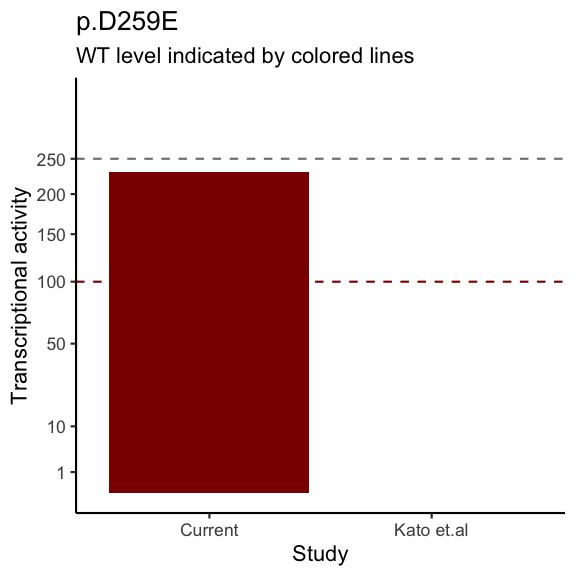 p.D259E
WT level indicated by colored lines
Transcriptional activity
250
200
150
100
50
10
1
Current
Kato et.al
Study